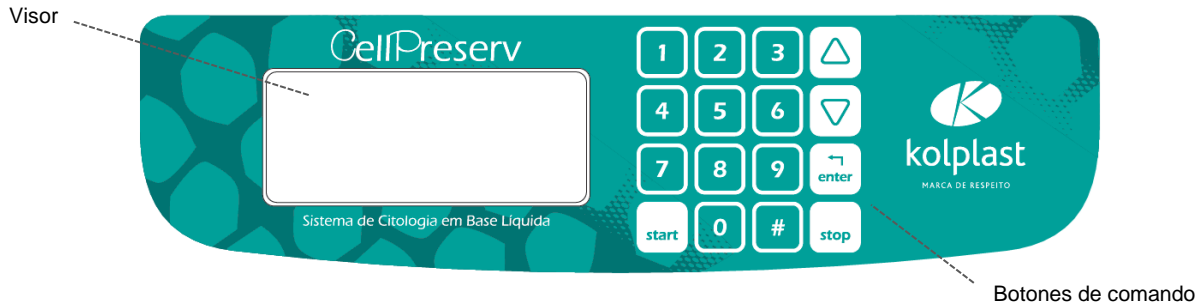 Visor
CellPreserv
1 2 3
4 5 6
7 8 9 enter
start 0 # stop
Sistema de Citologia em Base Líquida
kolplast
MARCA DE RESPEITO
Botones de comando